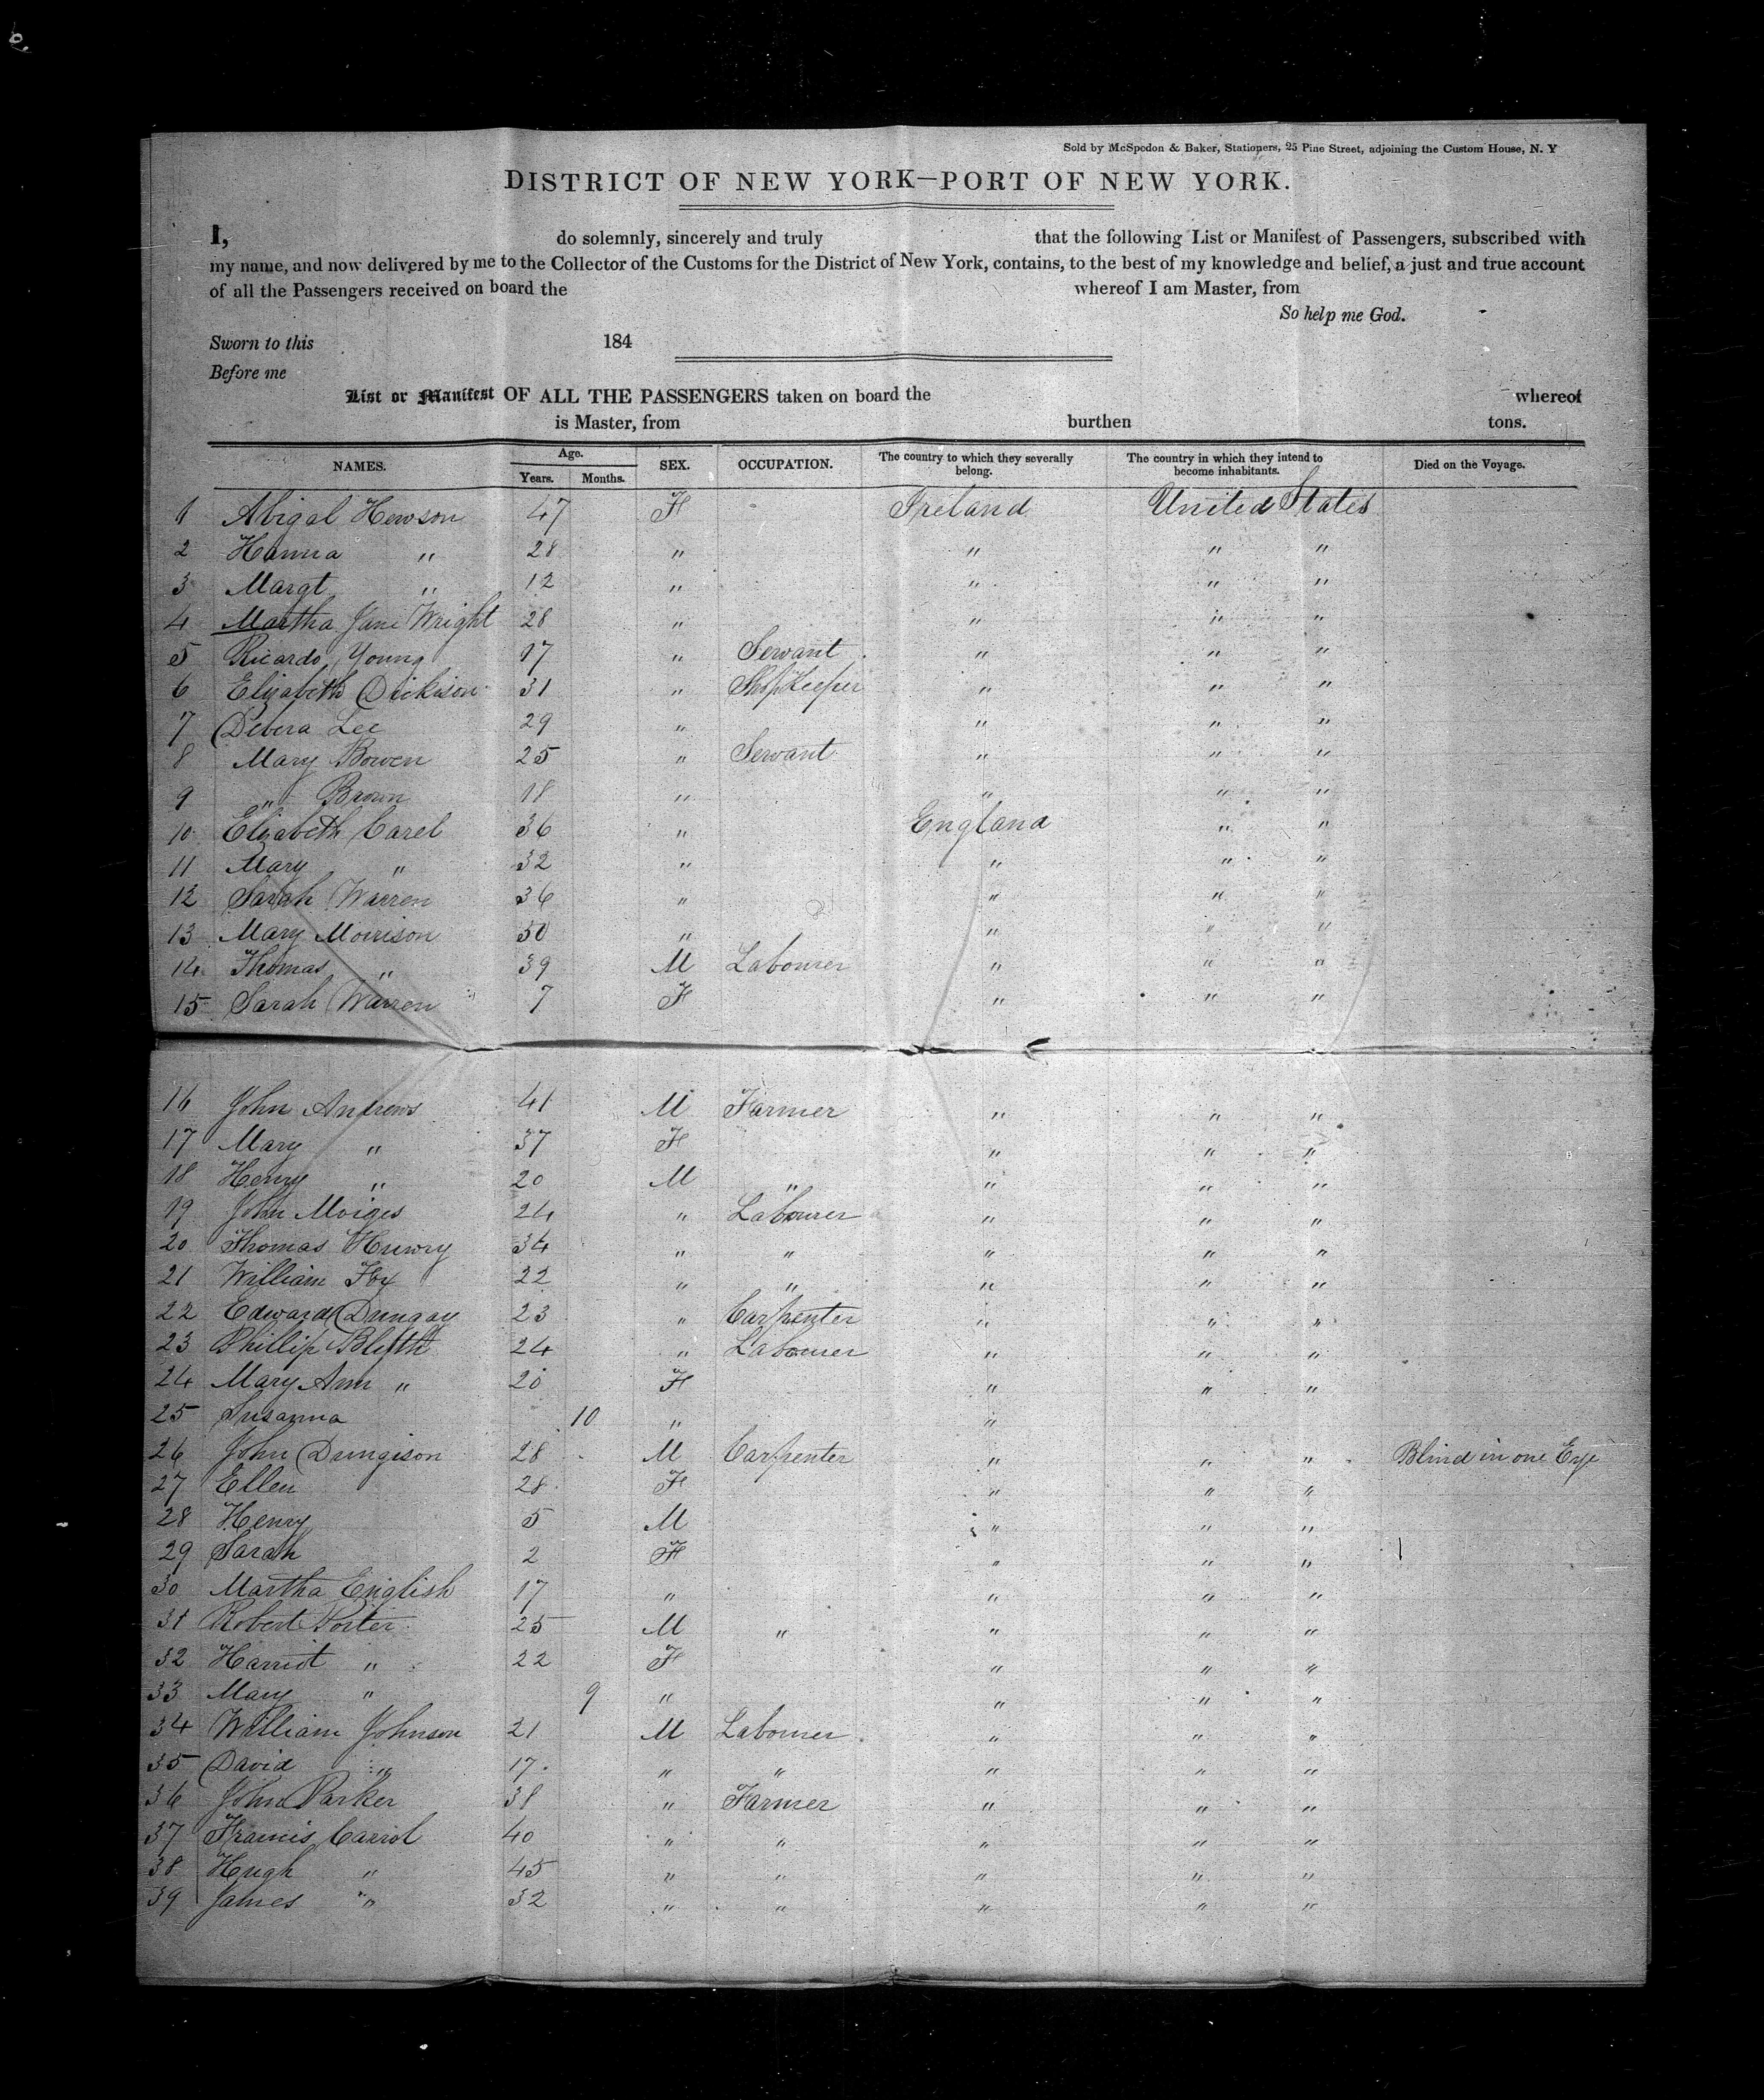 Sold by McSpedon & Baker, Stationers, 25 Pine Street, adjoining the Custom House, N. Y
DISTRICT OF NEW YORK—PORT OF NEW YORK.
I, do solemnly, sincerely and truly that the following List or Manifest of Passengers, subscribed with
my name, and now delivered by me to the Collector of the Customs for the District of New York, contains, to the best of my knowledge and belief, a just and true account
of all the Passengers received on board the whereof I am Master, from
So help me God.
Sworn to this 184
Before me
List or Manifest OF ALL THE PASSENGERS taken on board the whereof
is Master, from burthen tons.
NAMES. Age. Years. Months. SEX. OCCUPATION. The country to which they severally belong. The country in which they intend to become inhabitants. Died on the Voyage.
1 Abigal Hewson 47 F Ireland United States
2 Hanna " 28 " " " "
3 Margt " 12 " " " "
4 Martha Jane Wright 28 " " " "
5 Ricardo Young 17 " Servant " " "
6 Elizabeth Dickison 31 " ShopKeeper " " "
7 Debera Lee 29 " " " "
8 Mary Bowen 25 " Servant " " "
9 " Brown 18 " " " "
10 Elizabeth Carel 36 " England " "
11 Mary " 32 " " " "
12 Sarah Warren 36 " " " "
13 Mary Morrison 50 " " " "
14 Thomas " 39 M Labourer " " "
15 Sarah Warren 7 F " " "
16 John Andrews 41 M Farmer " " "
17 Mary " 37 F " " "
18 Henry " 20 M " " " "
19 John Moiges 24 " Labourer " " "
20 Thomas 34 " " " " "
21 William Fox 22 " " " " "
22 Edward Dungay 23 " Carpenter " " "
23 Phillip Blifth 24 " Labourer " " "
24 Mary Ann " 20 F " " "
25 Susanna 10 " "
26 John Dungison 28 M Carpenter " " " Blind in one Eye
27 Ellen 28 F " " "
28 Henry 5 M " " "
29 Sarah 2 F " " "
30 Martha English 17 " " " "
31 Robert Porter 25 M " " " "
32 Harriet " 22 F " " "
33 Mary " 9 " " " "
34 William Johnson 21 M Labourer " " "
35 David " 17 " " " " "
36 John Parker 38 " Farmer " " "
37 Francis Carrol 40 " " " " "
38 Hugh " 45 " " " " "
39 James " 32 " " " " "